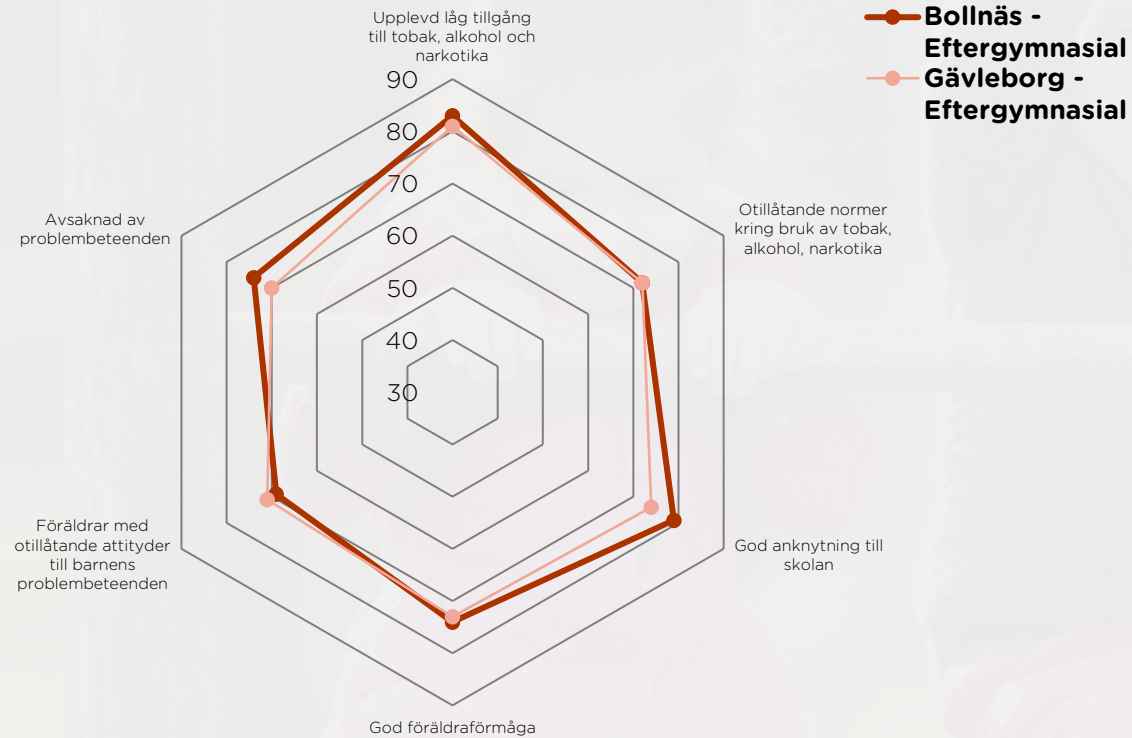 Upplevd låg tillgång
till tobak, alkohol och
narkotika
Bollnäs -
Eftergymnasial
Gävleborg -
Eftergymnasial
90
80
70
60
50
40
30
Avsaknad av
problembeteenden
Otillåtande normer
kring bruk av tobak,
alkohol, narkotika
Föräldrar med
otillåtande attityder
till barnens
problembeteenden
God anknytning till
skolan
God föräldraförmåga